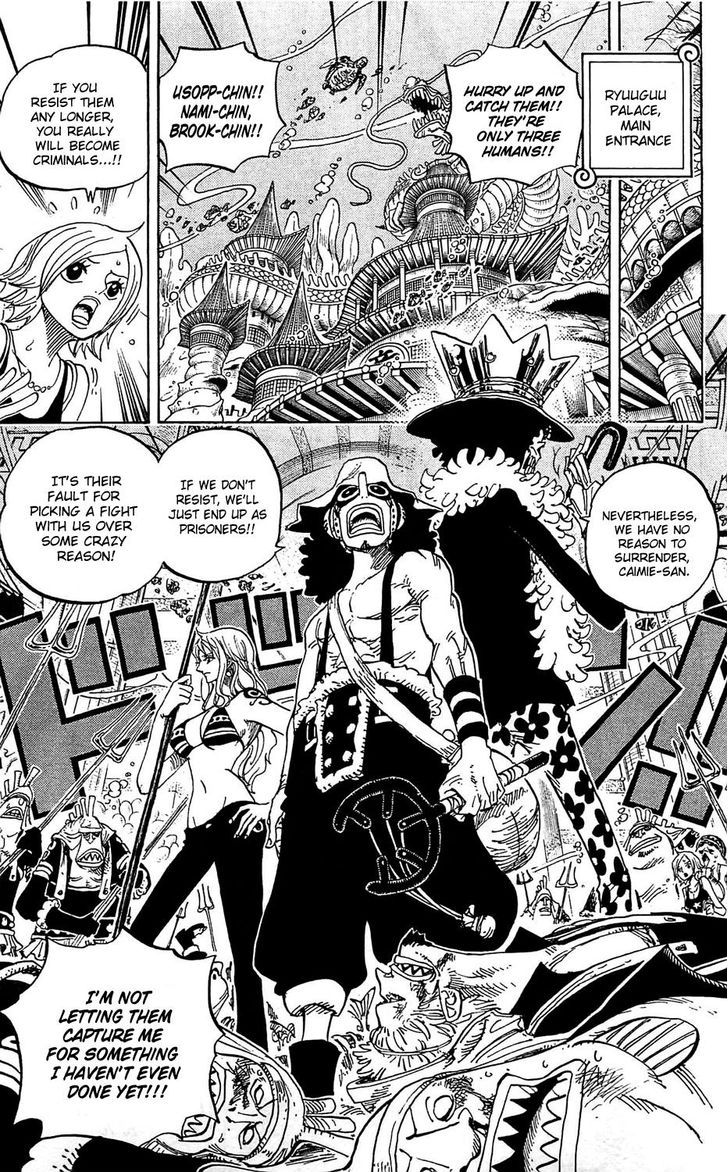 RYUUGUU
PALACE,
MAIN
ENTRANCE
HURRY UP AND
CATCH THEM!!
THEY'RE
ONLY THREE
HUMANS!!
USOPP-CHIN!!
NAMI-CHIN,
BROOK-CHIN!!
IF YOU
RESIST THEM
ANY LONGER,
YOU REALLY
WILL BECOME
CRIMINALS...!!
NEVERTHELESS,
WE HAVE NO
REASON TO
SURRENDER,
CAIMIE-SAN.
IF WE DON'T
RESIST, WE'LL
JUST END UP AS
PRISONERS!!
IT'S THEIR
FAULT FOR
PICKING A FIGHT
WITH US OVER
SOME CRAZY
REASON!
I'M NOT
LETTING THEM
CAPTURE ME
FOR SOMETHING
I HAVEN'T EVEN
DONE YET!!!